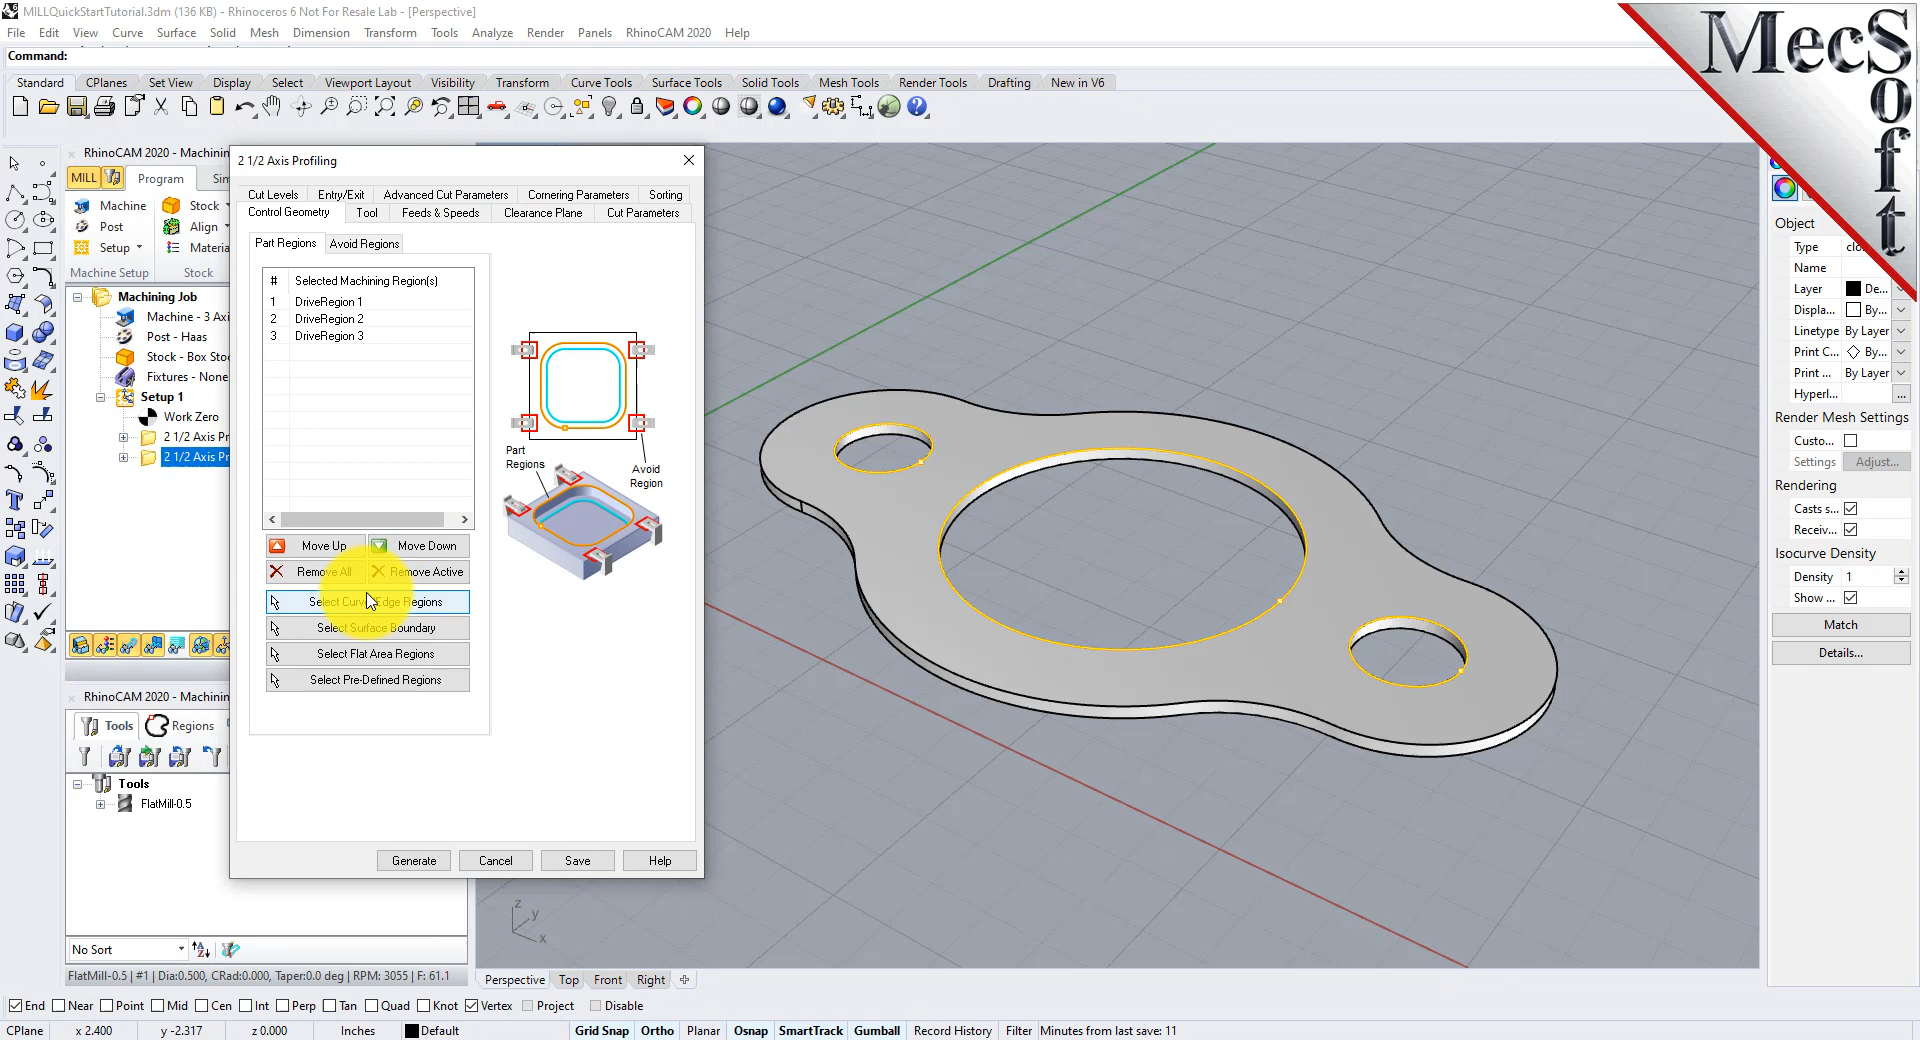 MILLQuickStartTutorial.3dm (136 KB) - Rhinoceros 6 Not For Resale Lab - [Perspective]
File Edit View Curve Surface Solid Mesh Dimension Transform Tools Analyze Render Panels RhinoCAM 2020 Help
Command:
Standard CPlanes Set View Display Select Viewport Layout Visibility Transform Curve Tools Surface Tools Solid Tools Mesh Tools Render Tools Drafting New in V6
MecSoft
RhinoCAM 2020 - Machinin
MILL Program Sim
Machine Stock
Post Align
Setup Materia
Machine Setup Stock
Machining Job
Machine - 3 Axi
Post - Haas
Stock - Box Sto
Fixtures - None
Setup 1
Work Zero
2 1/2 Axis Pr
2 1/2 Axis Pr
RhinoCAM 2020 - Machinin
Tools Regions
Tools
FlatMill-0.5
No Sort
FlatMill-0.5 | #1 | Dia:0.500, CRad:0.000, Taper:0.0 deg | RPM: 3055 | F: 61.1
2 1/2 Axis Profiling
Cut Levels Entry/Exit Advanced Cut Parameters Cornering Parameters Sorting
Control Geometry Tool Feeds & Speeds Clearance Plane Cut Parameters
Part Regions Avoid Regions
# Selected Machining Region(s)
1 DriveRegion 1
2 DriveRegion 2
3 DriveRegion 3
Move Up Move Down
Remove All Remove Active
Select Curve/Edge Regions
Select Surface Boundary
Select Flat Area Regions
Select Pre-Defined Regions
Part
Regions
Avoid
Region
Generate Cancel Save Help
z
y
x
Perspective Top Front Right
Object
Type clo
Name
Layer De...
Displa... By...
Linetype By Layer
Print C... By...
Print ... By Layer
Hyperl... ...
Render Mesh Settings
Custo...
Settings Adjust...
Rendering
Casts s...
Receiv...
Isocurve Density
Density 1
Show ...
Match
Details...
End Near Point Mid Cen Int Perp Tan Quad Knot Vertex Project Disable
CPlane x 2.400 y -2.317 z 0.000 Inches Default Grid Snap Ortho Planar Osnap SmartTrack Gumball Record History Filter Minutes from last save: 11